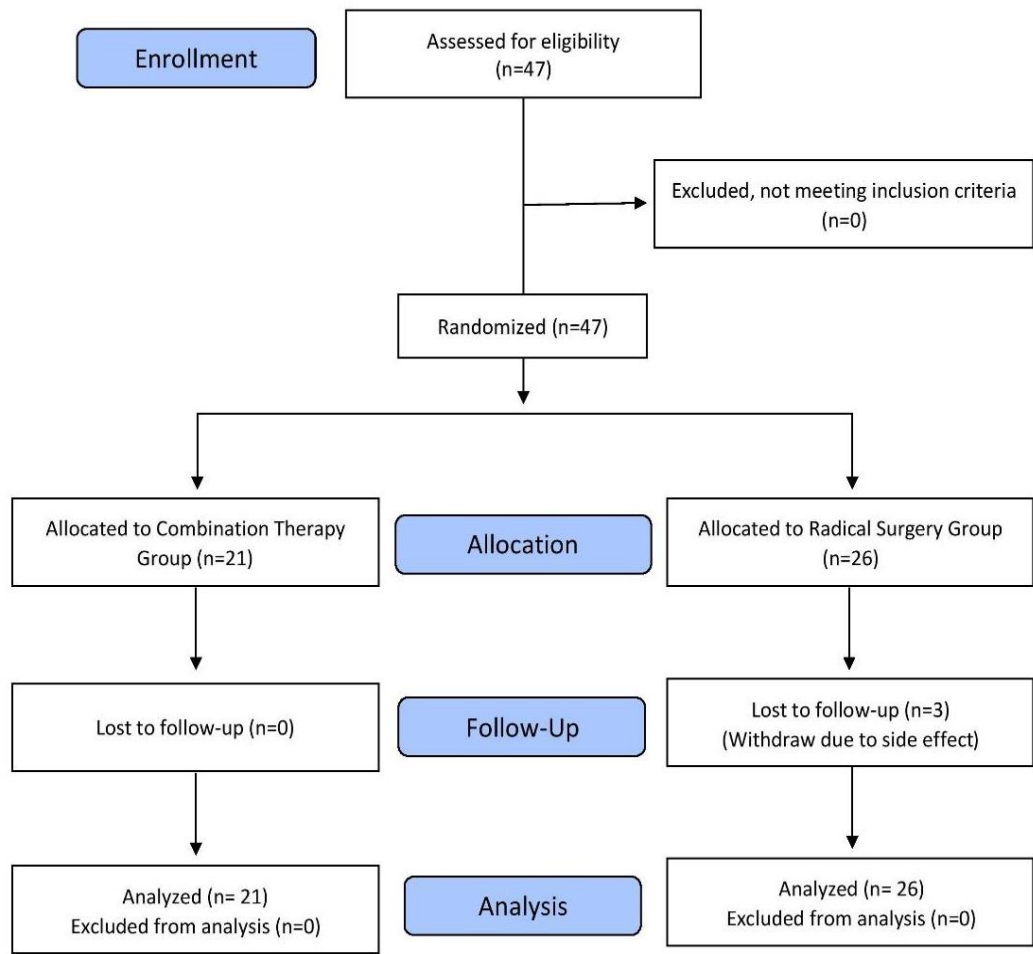 Enrollment
Assessed for eligibility
(n=47)
Excluded, not meeting inclusion criteria
(n=0)
Randomized (n=47)
Allocated to Combination Therapy
Group (n=21)
Allocation
Allocated to Radical Surgery Group
(n=26)
Lost to follow-up (n=0)
Follow-Up
Lost to follow-up (n=3)
(Withdraw due to side effect)
Analyzed (n= 21)
Excluded from analysis (n=0)
Analysis
Analyzed (n= 26)
Excluded from analysis (n=0)